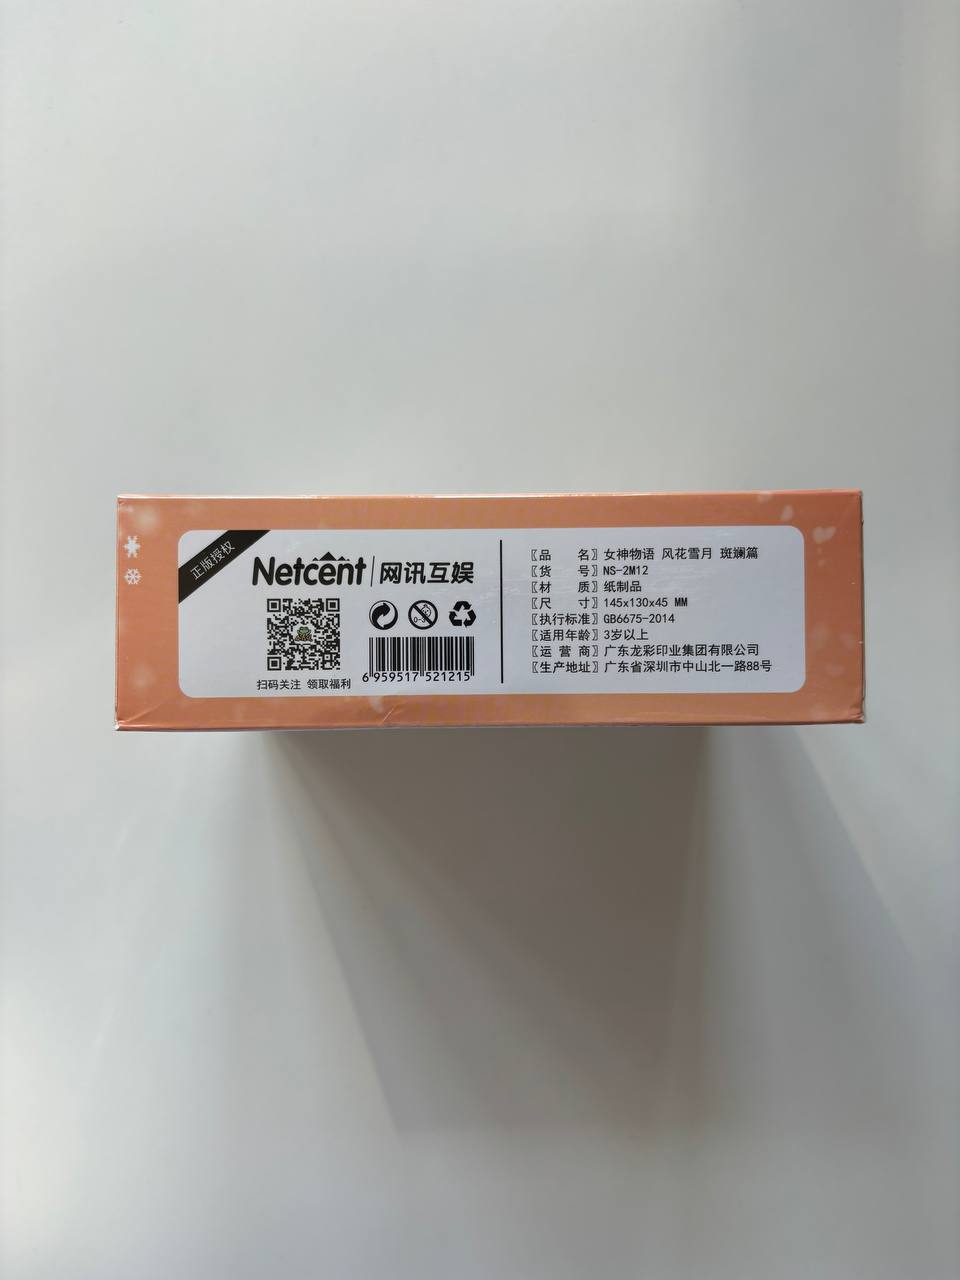 正版授权
Netcent 网讯互娱
扫码关注 领取福利
0-3
6 959517 521215
〖品 名〗女神物语 风花雪月 斑斓篇
〖货 号〗NS-2M12
〖材 质〗纸制品
〖尺 寸〗145x130x45 MM
〖执行标准〗GB6675-2014
〖适用年龄〗3岁以上
〖运 营 商〗广东龙彩印业集团有限公司
〖生产地址〗广东省深圳市中山北一路88号